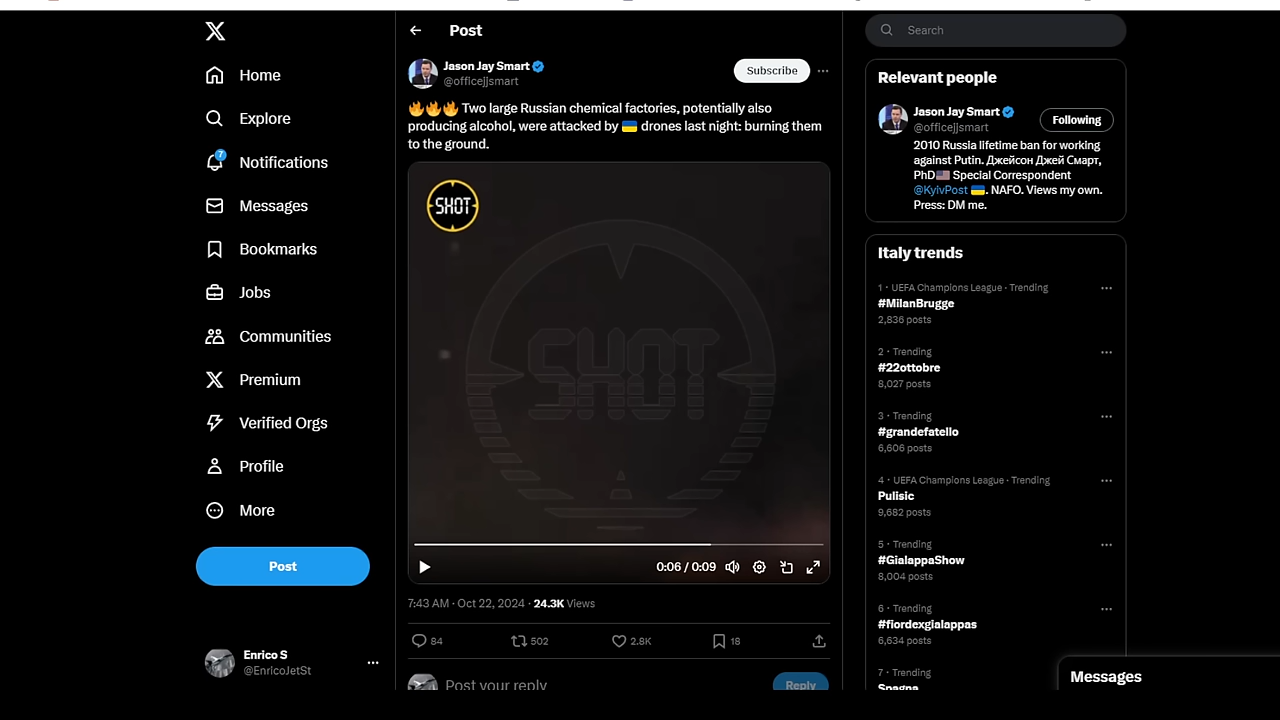 Home
Explore
7
Notifications
Messages
Bookmarks
Jobs
Communities
Premium
Verified Orgs
Profile
More
Post
Enrico S
@EnricoJetSt
Post
Jason Jay Smart
@officejjsmart
Subscribe
🔥🔥🔥 Two large Russian chemical factories, potentially also
producing alcohol, were attacked by 🇺🇦 drones last night: burning them
to the ground.
SHOT
SHOT
0:06 / 0:09
7:43 AM · Oct 22, 2024 · 24.3K Views
84
502
2.8K
18
Post your reply
Reply
Search
Relevant people
Jason Jay Smart
@officejjsmart
Following
2010 Russia lifetime ban for working
against Putin. Джейсон Джей Смарт,
PhD🇺🇸 Special Correspondent
@KyivPost 🇺🇦. NAFO. Views my own.
Press: DM me.
Italy trends
1 · UEFA Champions League · Trending
#MilanBrugge
2,836 posts
2 · Trending
#22ottobre
8,027 posts
3 · Trending
#grandefatello
6,606 posts
4 · UEFA Champions League · Trending
Pulisic
9,682 posts
5 · Trending
#GialappaShow
8,004 posts
6 · Trending
#fiordexgialappas
6,634 posts
7 · Trending
Spagna
Messages